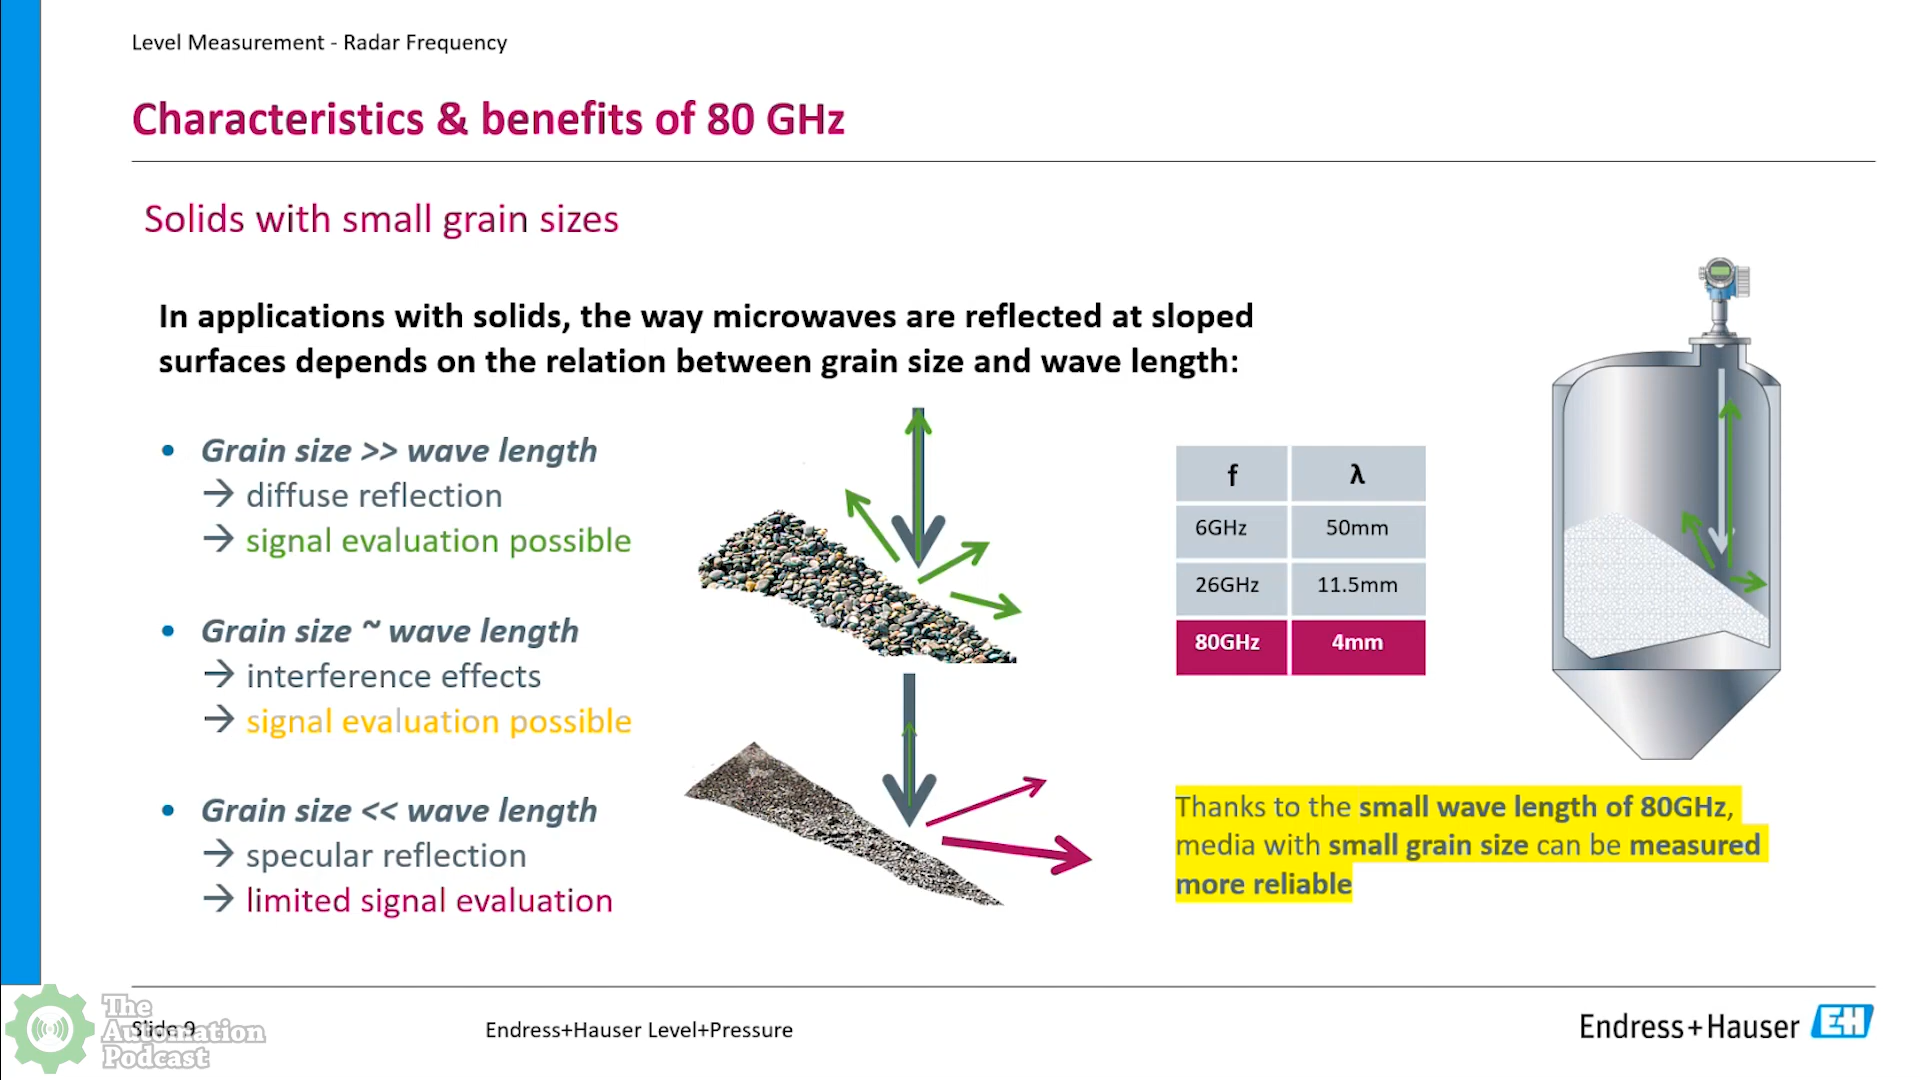 Level Measurement - Radar Frequency
Characteristics & benefits of 80 GHz
Solids with small grain sizes
In applications with solids, the way microwaves are reflected at sloped
surfaces depends on the relation between grain size and wave length:
• Grain size >> wave length
→ diffuse reflection
→ signal evaluation possible
• Grain size ~ wave length
→ interference effects
→ signal evaluation possible
• Grain size << wave length
→ specular reflection
→ limited signal evaluation
f λ
6GHz 50mm
26GHz 11.5mm
80GHz 4mm
Thanks to the small wave length of 80GHz,
media with small grain size can be measured
more reliable
The
Automation
Podcast
Slide 9
Endress+Hauser Level+Pressure
Endress+Hauser EH